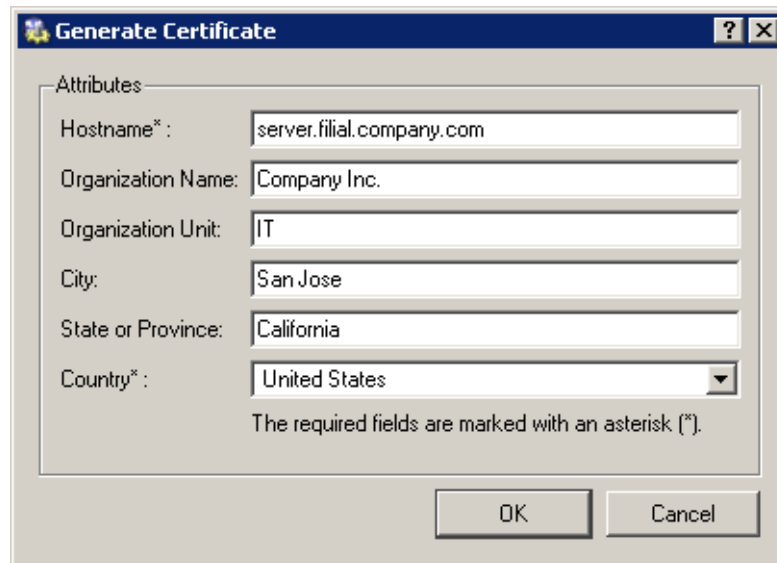 Generate Certificate
Attributes
Hostname* : server.filial.company.com
Organization Name: Company Inc.
Organization Unit: IT
City: San Jose
State or Province: California
Country* : United States
The required fields are marked with an asterisk (*).
OK Cancel